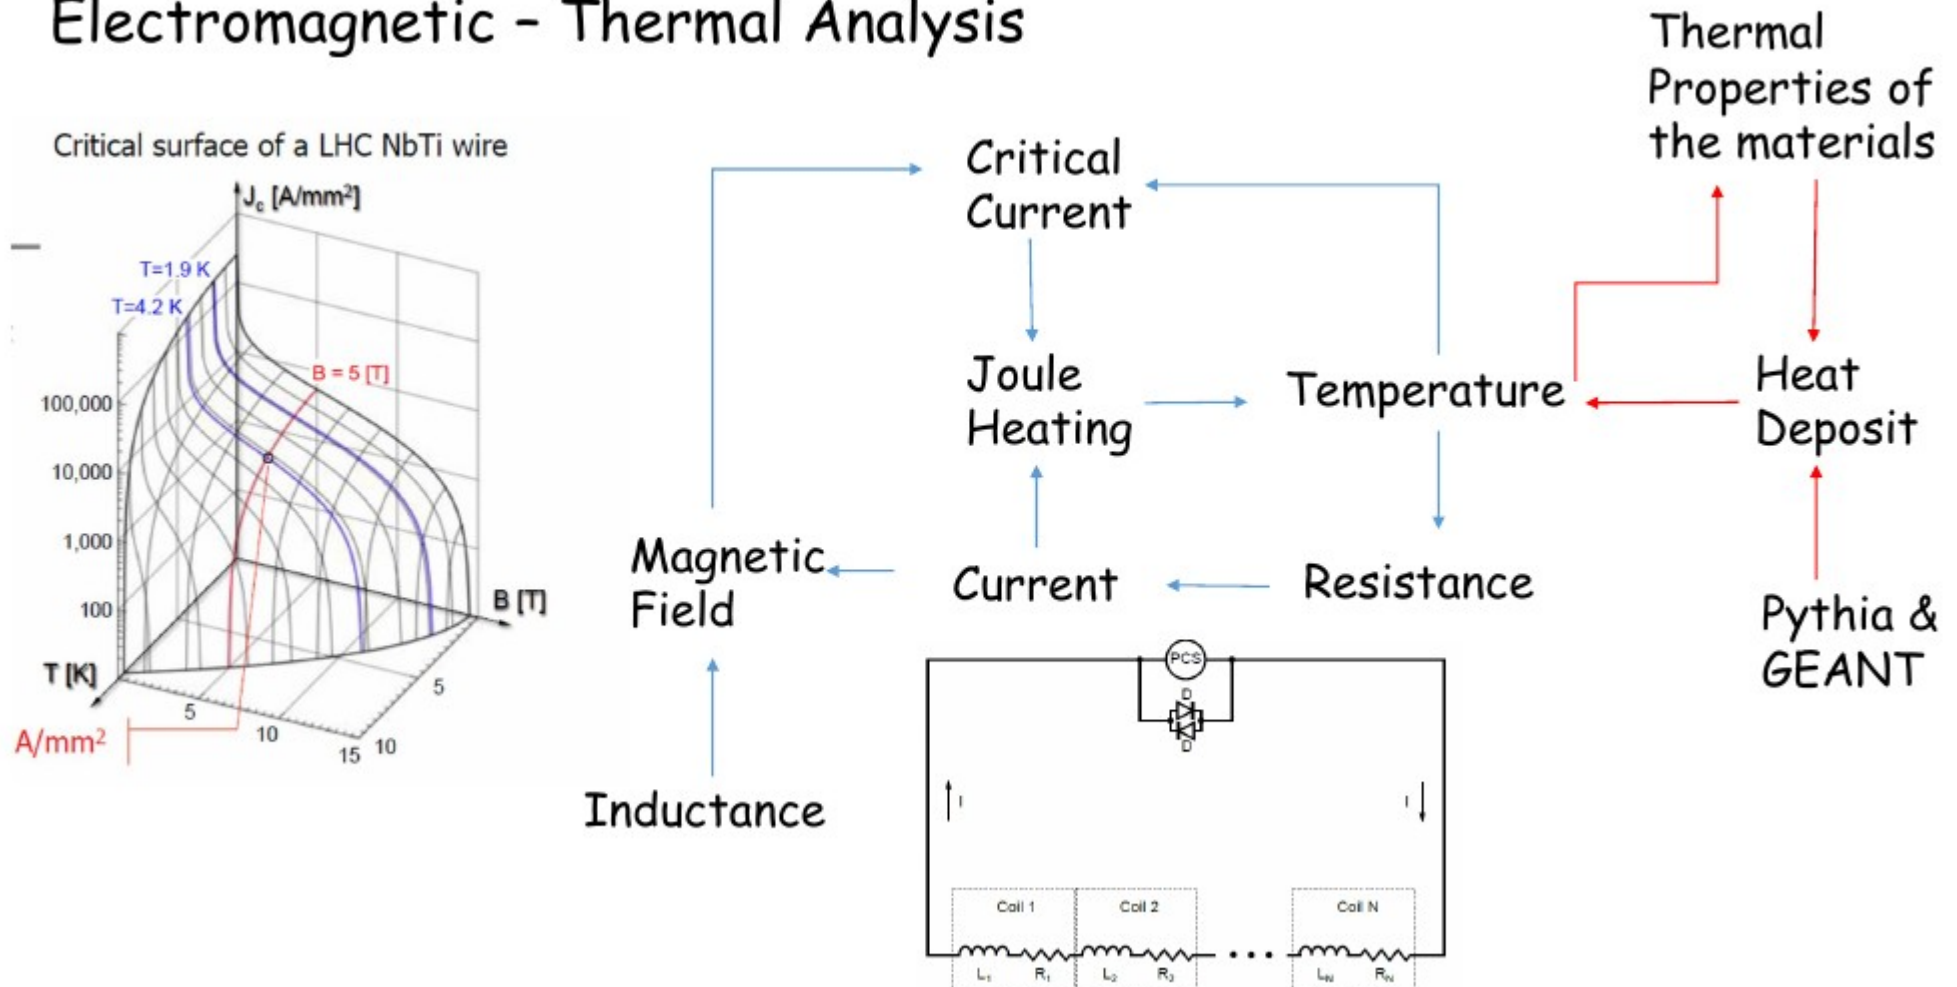 Electromagnetic – Thermal Analysis
Critical surface of a LHC NbTi wire
J_c [A/mm²]
T=1.9 K
T=4.2 K
B = 5 [T]
100,000
10,000
1,000
100
B [T]
T [K]
5
5
10
10
15
A/mm²
Critical
Current
Thermal
Properties of
the materials
Joule
Heating
Temperature
Heat
Deposit
Magnetic
Field
Current
Resistance
Pythia &
GEANT
Inductance
PCS
D
D
I
I
Coil 1
Coil 2
Coil N
L₁
R₁
L₂
R₂
L_N
R_N